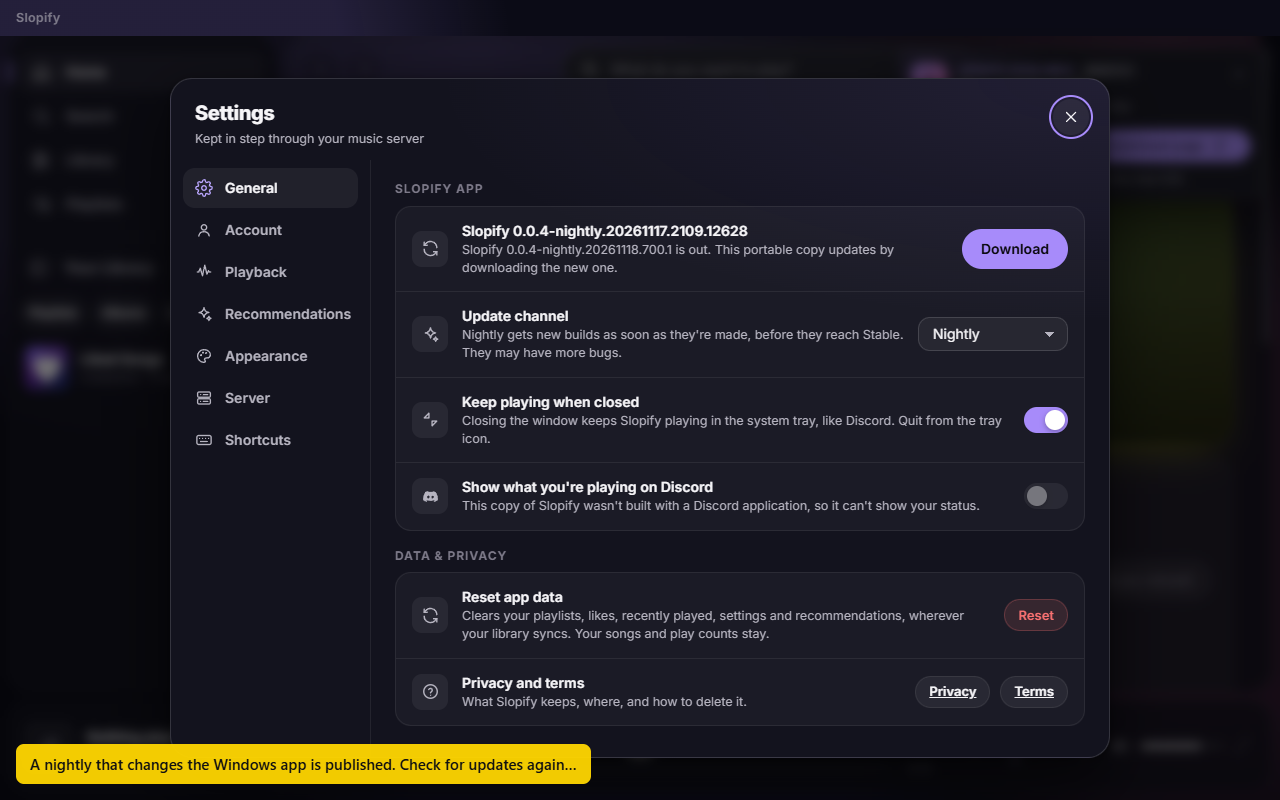 Slopify
Settings
Kept in step through your music server
General
Account
Playback
Recommendations
Appearance
Server
Shortcuts
SLOPIFY APP
Slopify 0.0.4-nightly.20261117.2109.12628
Slopify 0.0.4-nightly.20261118.700.1 is out. This portable copy updates by
downloading the new one.
Download
Update channel
Nightly gets new builds as soon as they're made, before they reach Stable.
They may have more bugs.
Nightly
Keep playing when closed
Closing the window keeps Slopify playing in the system tray, like Discord. Quit from the tray
icon.
Show what you're playing on Discord
This copy of Slopify wasn't built with a Discord application, so it can't show your status.
DATA & PRIVACY
Reset app data
Clears your playlists, likes, recently played, settings and recommendations, wherever
your library syncs. Your songs and play counts stay.
Reset
Privacy and terms
What Slopify keeps, where, and how to delete it.
Privacy
Terms
A nightly that changes the Windows app is published. Check for updates again...